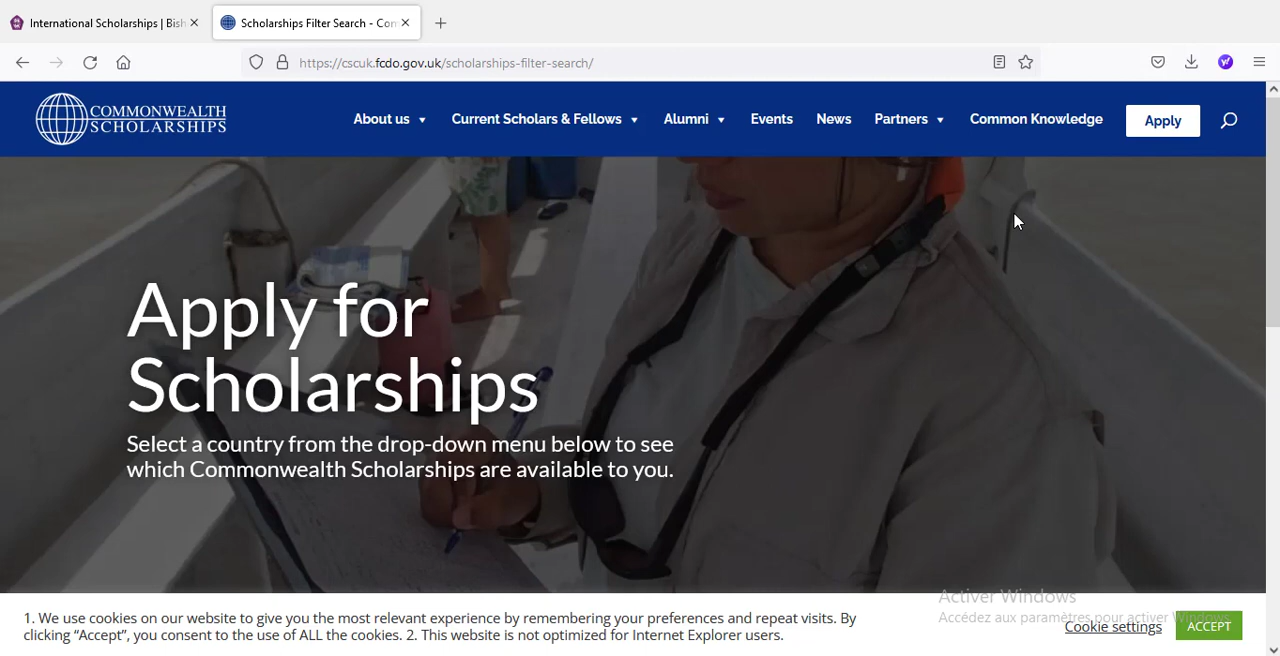 International Scholarships | Bish
Scholarships Filter Search - Con
https://cscuk.fcdo.gov.uk/scholarships-filter-search/
COMMONWEALTH
SCHOLARSHIPS
About us
Current Scholars & Fellows
Alumni
Events
News
Partners
Common Knowledge
Apply
Apply for
Scholarships
Select a country from the drop-down menu below to see
which Commonwealth Scholarships are available to you.
1. We use cookies on our website to give you the most relevant experience by remembering your preferences and repeat visits. By
clicking “Accept”, you consent to the use of ALL the cookies. 2. This website is not optimized for Internet Explorer users.
Cookie settings
ACCEPT
Activer Windows
Accédez aux paramètres pour activer Windows.